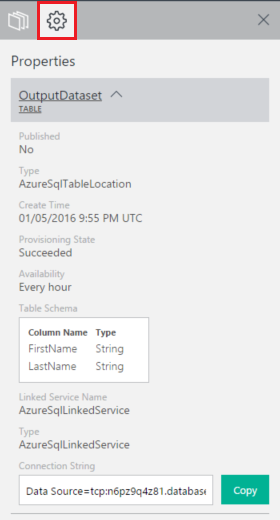 Properties
OutputDataset
TABLE
Published
No
Type
AzureSqlTableLocation
Create Time
01/05/2016 9:55 PM UTC
Provisioning State
Succeeded
Availability
Every hour
Table Schema
Column Name Type
FirstName String
LastName String
Linked Service Name
AzureSqlLinkedService
Type
AzureSqlLinkedService
Connection String
Data Source=tcp:n6pz9q4z81.database
Copy